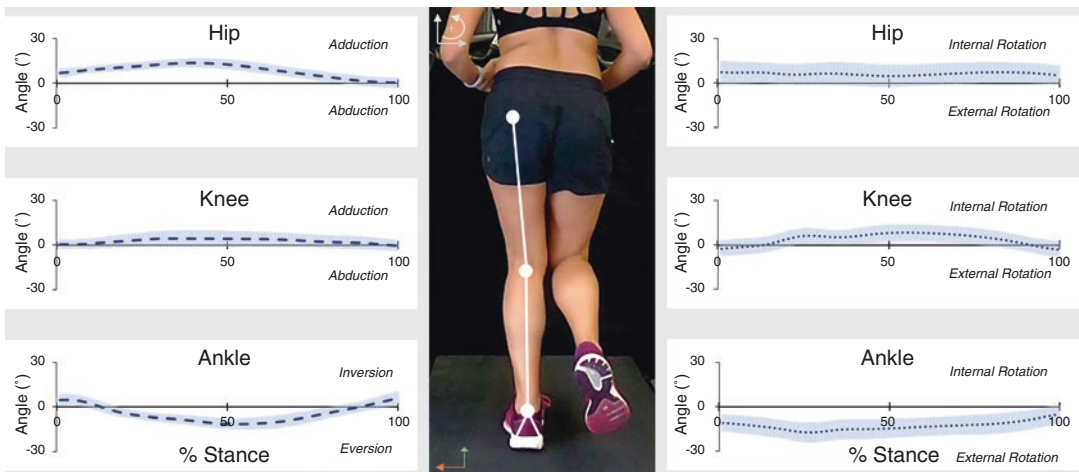 Hip
Angle (°)
30
0
-30
0
50
100
Adduction
Abduction
Knee
Angle (°)
30
0
-30
0
50
100
Adduction
Abduction
Ankle
Angle (°)
30
0
-30
0
50
100
Inversion
Eversion
% Stance
Hip
Angle (°)
30
0
-30
0
50
100
Internal Rotation
External Rotation
Knee
Angle (°)
30
0
-30
0
50
100
Internal Rotation
External Rotation
Ankle
Angle (°)
30
0
-30
0
50
100
Internal Rotation
External Rotation
% Stance